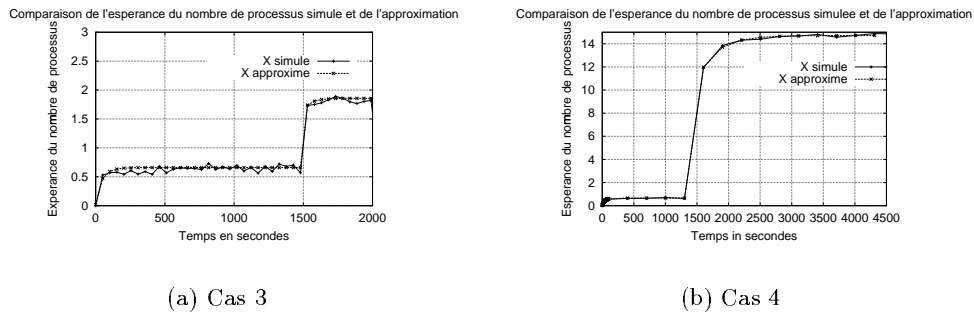 Comparaison de l'esperance du nombre de processus simule et de l'approximation
Experance du nombre de processus
3
2.5
2
1.5
1
0.5
0
X simule
X approxime
0 500 1000 1500 2000
Temps en secondes
(a) Cas 3
Comparaison de l'esperance du nombre de processus simulee et de l'approximation
Esperance du nombre de processus
14
12
10
8
6
4
2
0
X simule
X approxime
0 500 1000 1500 1900 2500 3000 3500 4000 4500
Temps in secondes
(b) Cas 4